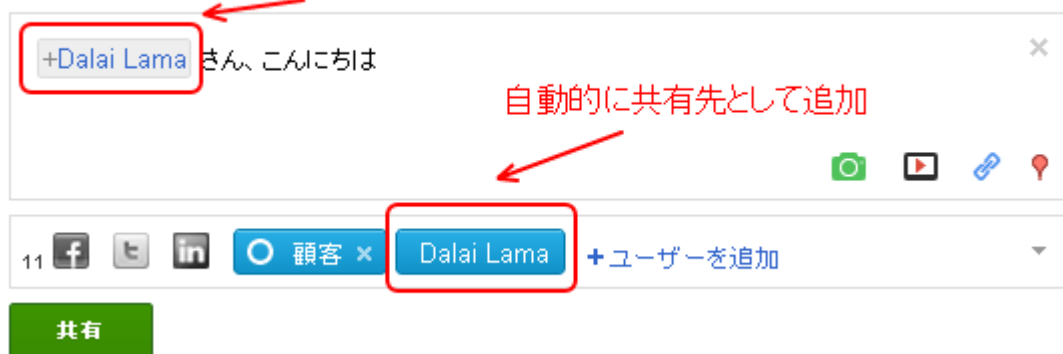 +Dalai Lama さん、こんにちは ×
自動的に共有先として追加
11 f t in 顧客 × Dalai Lama +ユーザーを追加
共有